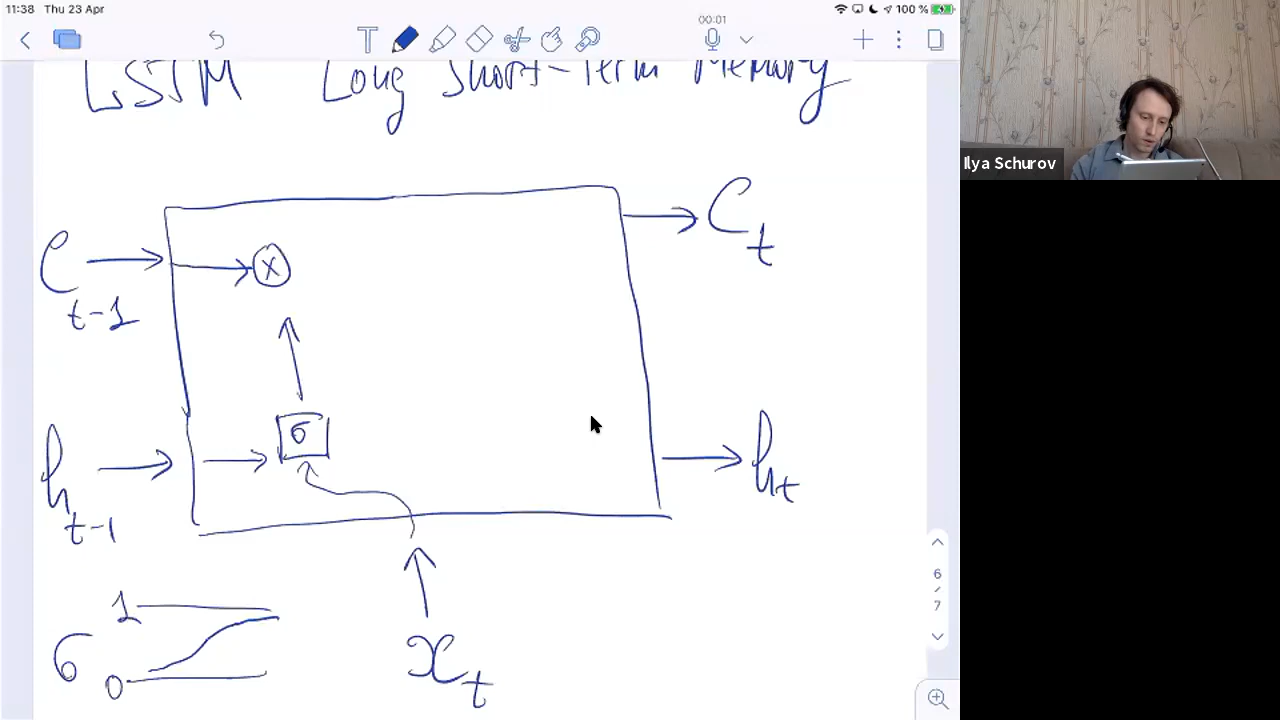 11:38 Thu 23 Apr
100 %
00:01
T
LSTM Long Short-Term Memory
C t
C t-1
X
σ
h t-1
h t
1
σ
0
x t
6
/
7
Ilya Schurov